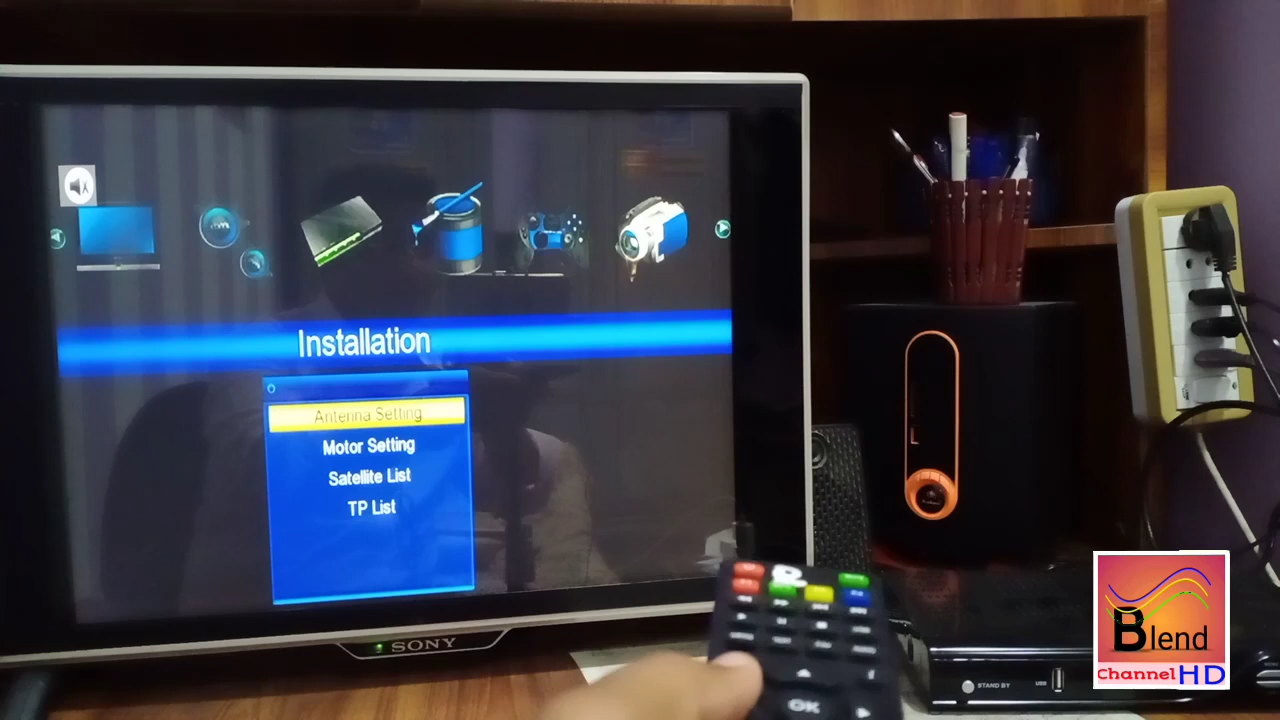 Installation
Antenna Setting
Motor Setting
Satellite List
TP List
SONY
OK
STAND BY
USB
Blend
Channel HD